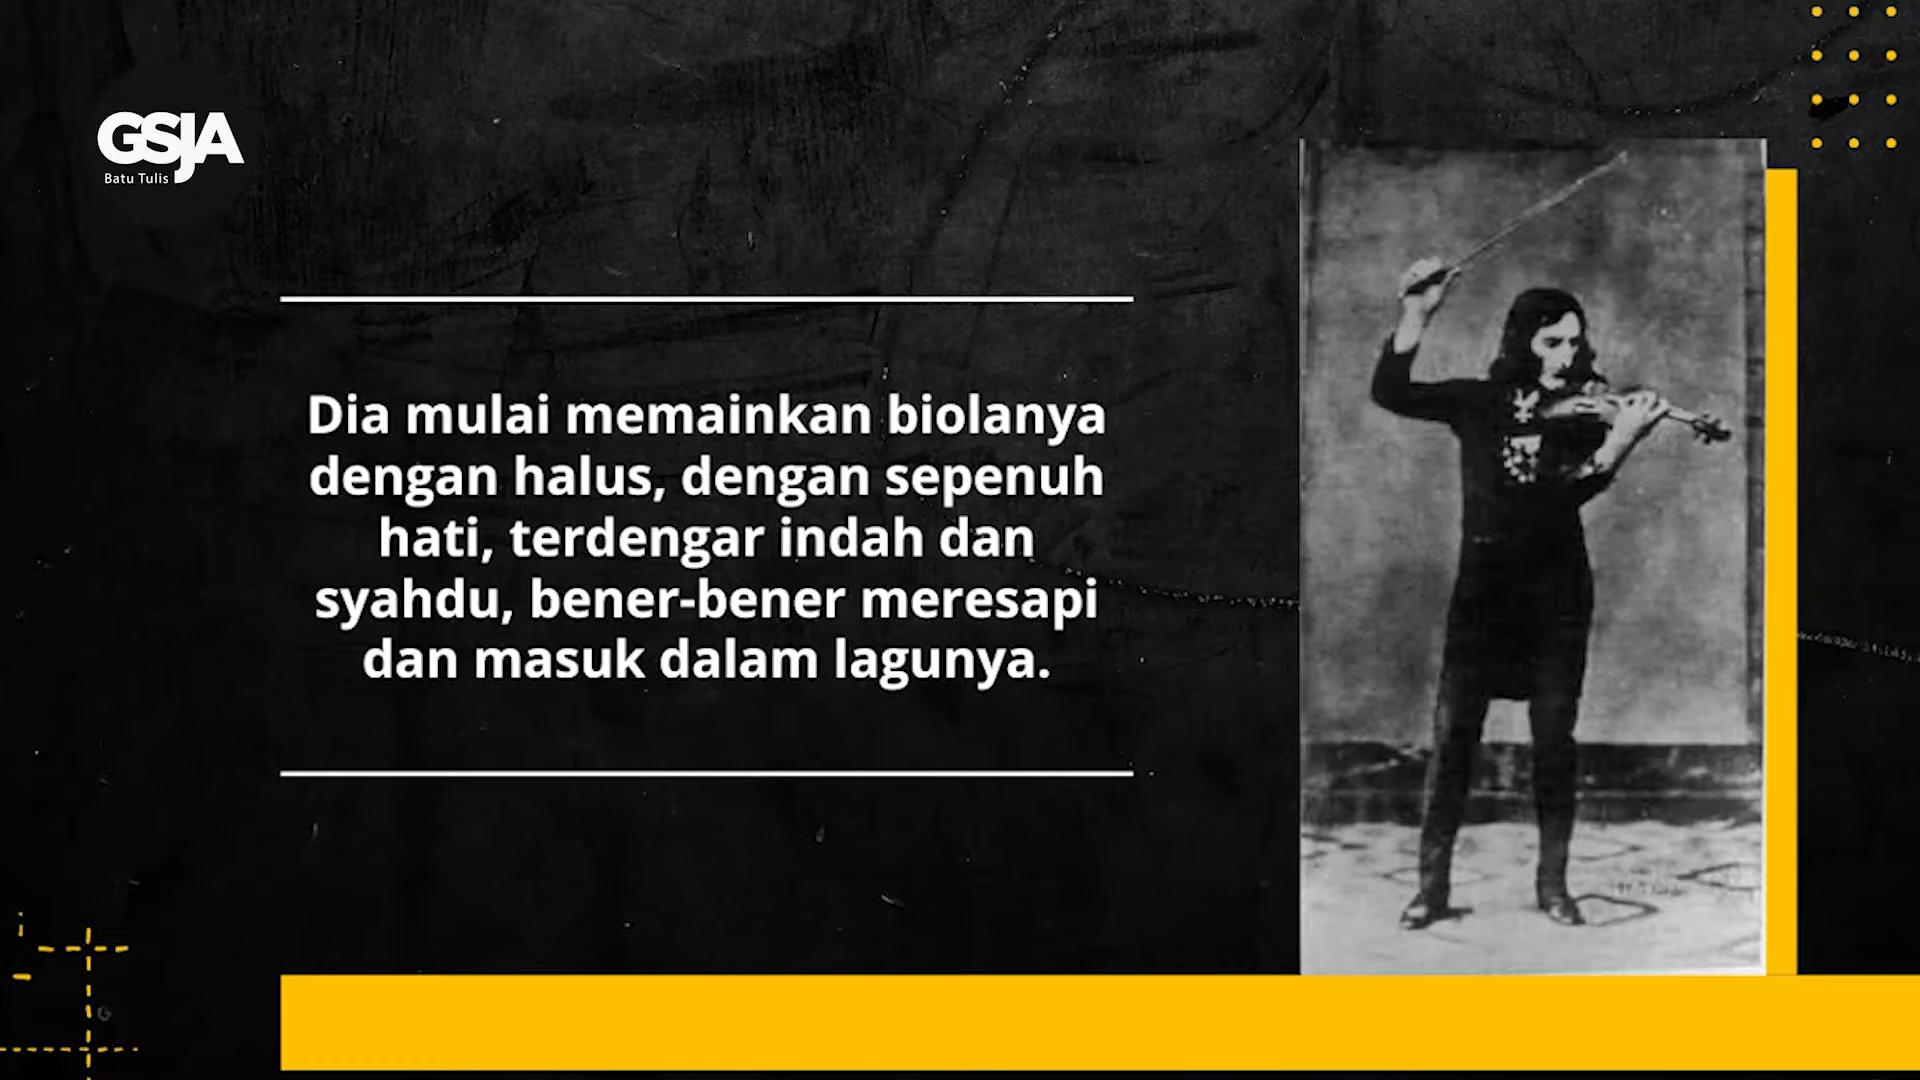 GSJA
Batu Tulis
Dia mulai memainkan biolanya
dengan halus, dengan sepenuh
hati, terdengar indah dan
syahdu, bener-bener meresapi
dan masuk dalam lagunya.